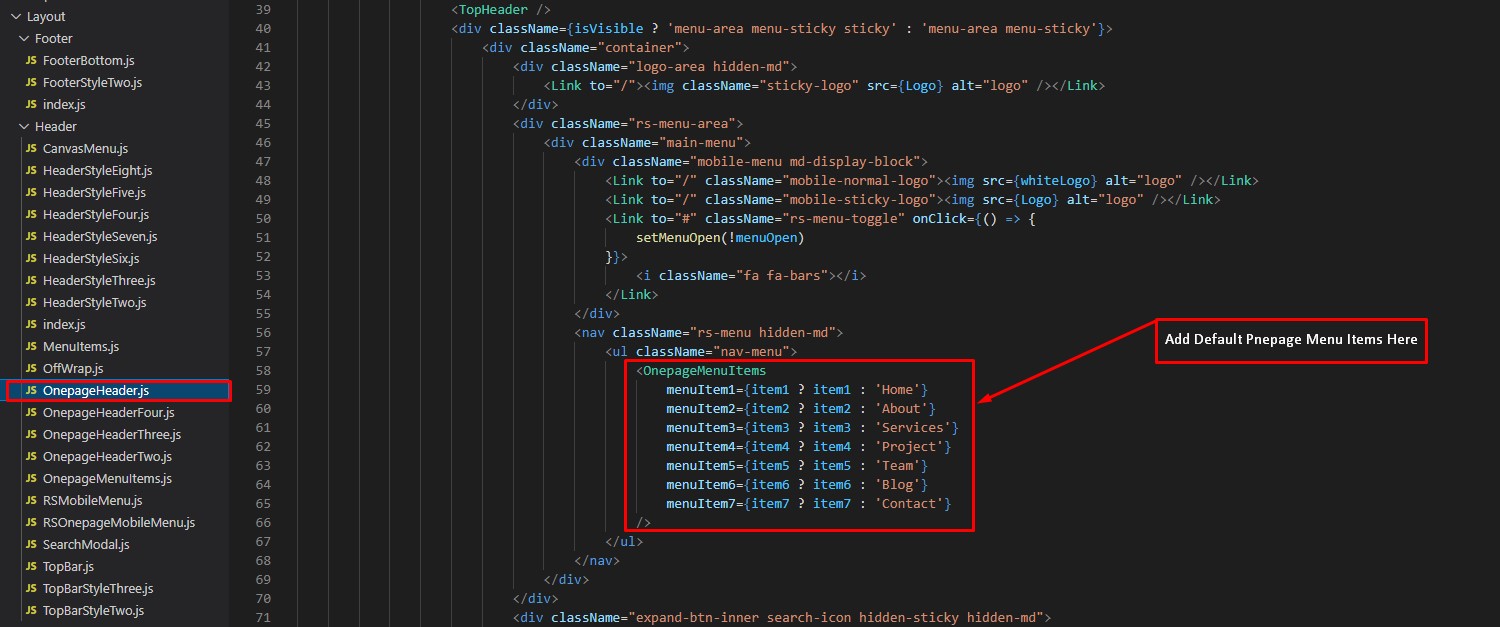 Layout
Footer
JS FooterBottom.js
JS FooterStyleTwo.js
JS index.js
Header
JS CanvasMenu.js
JS HeaderStyleEight.js
JS HeaderStyleFive.js
JS HeaderStyleFour.js
JS HeaderStyleSeven.js
JS HeaderStyleSix.js
JS HeaderStyleThree.js
JS HeaderStyleTwo.js
JS index.js
JS MenuItems.js
JS OffWrap.js
JS OnepageHeader.js
JS OnepageHeaderFour.js
JS OnepageHeaderThree.js
JS OnepageHeaderTwo.js
JS OnepageMenuItems.js
JS RSMobileMenu.js
JS RSOnepageMobileMenu.js
JS SearchModal.js
JS TopBar.js
JS TopBarStyleThree.js
JS TopBarStyleTwo.js
39 <TopHeader />
40 <div className={isVisible ? 'menu-area menu-sticky sticky' : 'menu-area menu-sticky'}>
41 <div className="container">
42 <div className="logo-area hidden-md">
43 <Link to="/"><img className="sticky-logo" src={Logo} alt="logo" /></Link>
44 </div>
45 <div className="rs-menu-area">
46 <div className="main-menu">
47 <div className="mobile-menu md-display-block">
48 <Link to="/" className="mobile-normal-logo"><img src={whiteLogo} alt="logo" /></Link>
49 <Link to="/" className="mobile-sticky-logo"><img src={Logo} alt="logo" /></Link>
50 <Link to="#" className="rs-menu-toggle" onClick={() => {
51 setMenuOpen(!menuOpen)
52 }}>
53 <i className="fa fa-bars"></i>
54 </Link>
55 </div>
56 <nav className="rs-menu hidden-md">
57 <ul className="nav-menu">
58 <OnepageMenuItems
59 menuItem1={item1 ? item1 : 'Home'}
60 menuItem2={item2 ? item2 : 'About'}
61 menuItem3={item3 ? item3 : 'Services'}
62 menuItem4={item4 ? item4 : 'Project'}
63 menuItem5={item5 ? item5 : 'Team'}
64 menuItem6={item6 ? item6 : 'Blog'}
65 menuItem7={item7 ? item7 : 'Contact'}
66 />
67 </ul>
68 </nav>
69 </div>
70 </div>
71 <div className="expand-btn-inner search-icon hidden-sticky hidden-md">
Add Default Pnepage Menu Items Here